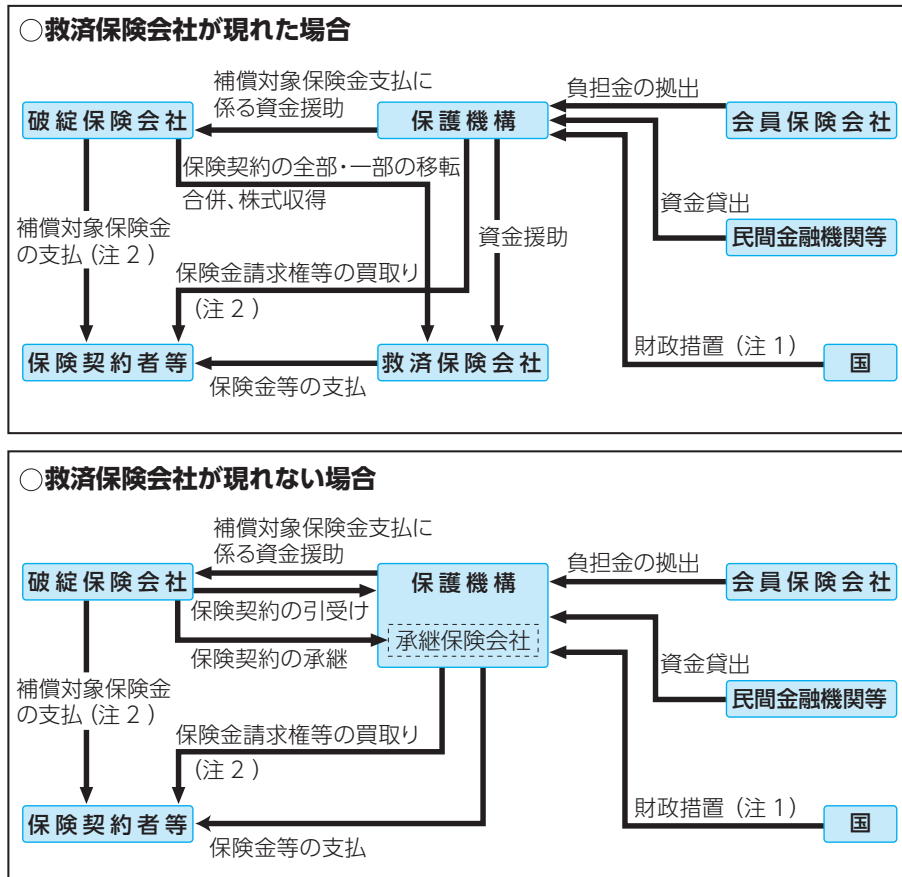 ○救済保険会社が現れた場合
補償対象保険金支払に
係る資金援助
負担金の拠出
破綻保険会社
保護機構
会員保険会社
保険契約の全部・一部の移転
合併、株式収得
資金貸出
補償対象保険金
の支払(注2)
資金援助
民間金融機関等
保険金請求権等の買取り
(注2)
財政措置(注1)
保険契約者等
救済保険会社
国
保険金等の支払
○救済保険会社が現れない場合
補償対象保険金支払に
係る資金援助
負担金の拠出
破綻保険会社
保護機構
会員保険会社
保険契約の引受け
承継保険会社
保険契約の承継
資金貸出
補償対象保険金
の支払(注2)
民間金融機関等
保険金請求権等の買取り
(注2)
財政措置(注1)
保険契約者等
国
保険金等の支払